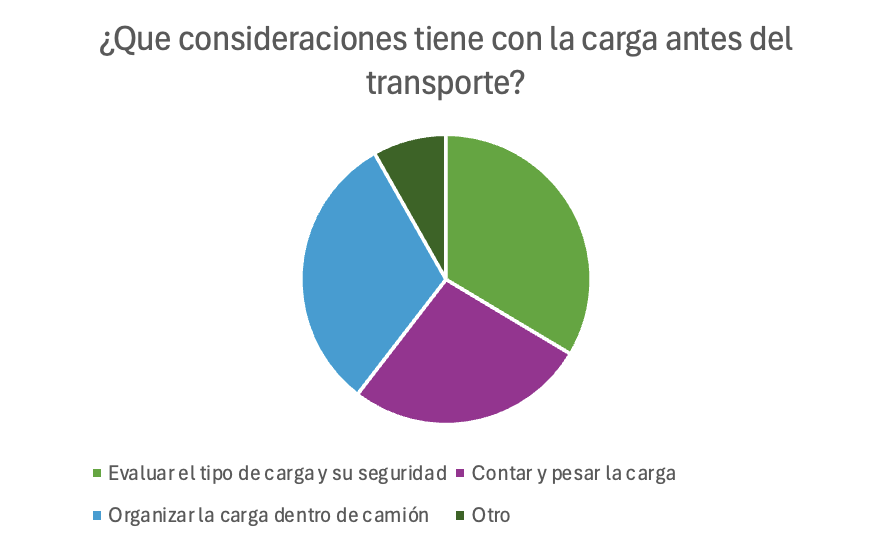 ¿Que consideraciones tiene con la carga antes del
transporte?
Evaluar el tipo de carga y su seguridad
Contar y pesar la carga
Organizar la carga dentro de camión
Otro